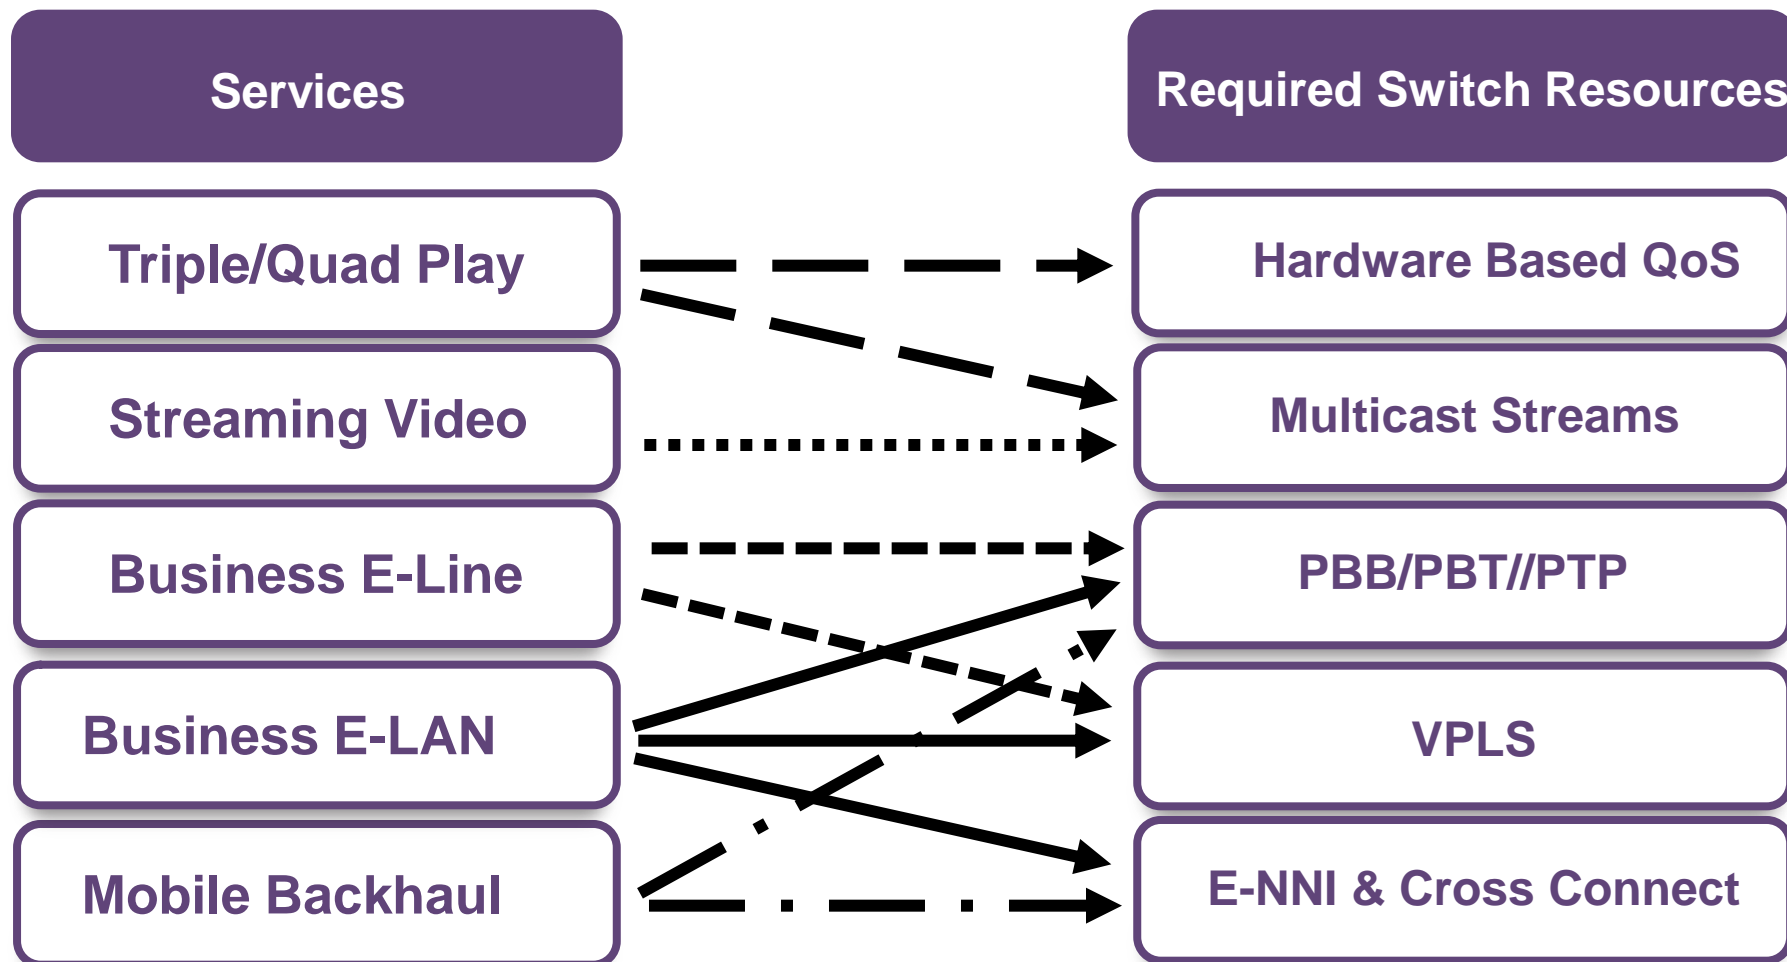 Services
Required Switch Resources
Triple/Quad Play
Hardware Based QoS
Streaming Video
Multicast Streams
Business E-Line
PBB/PBT//PTP
Business E-LAN
VPLS
Mobile Backhaul
E-NNI & Cross Connect